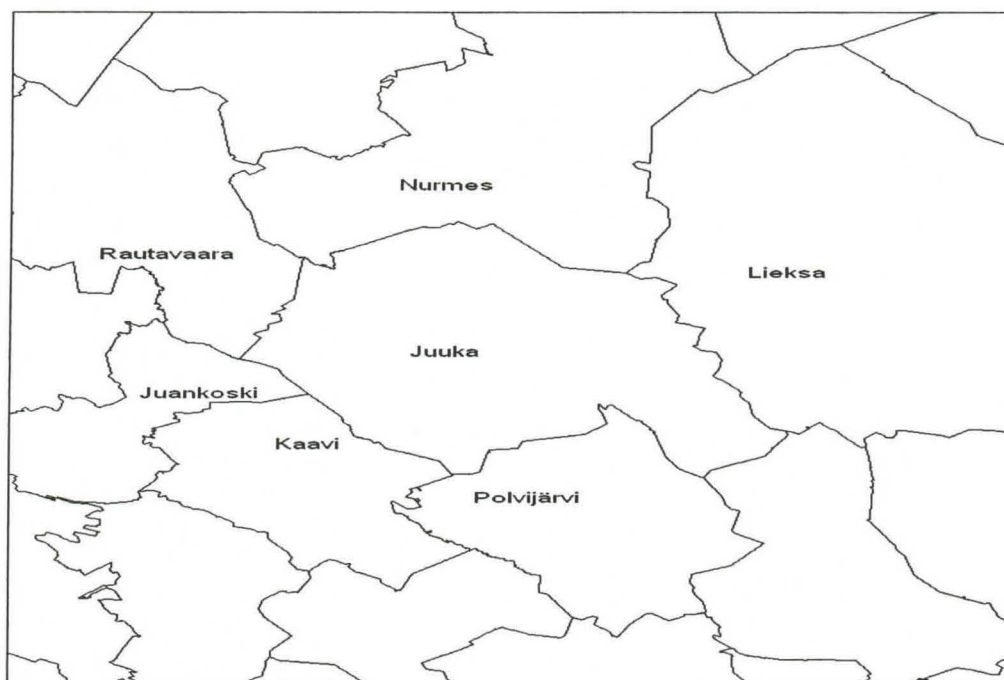 Nurmes
Rautavaara
Lieksa
Juuka
Juankoski
Kaavi
Polvijärvi